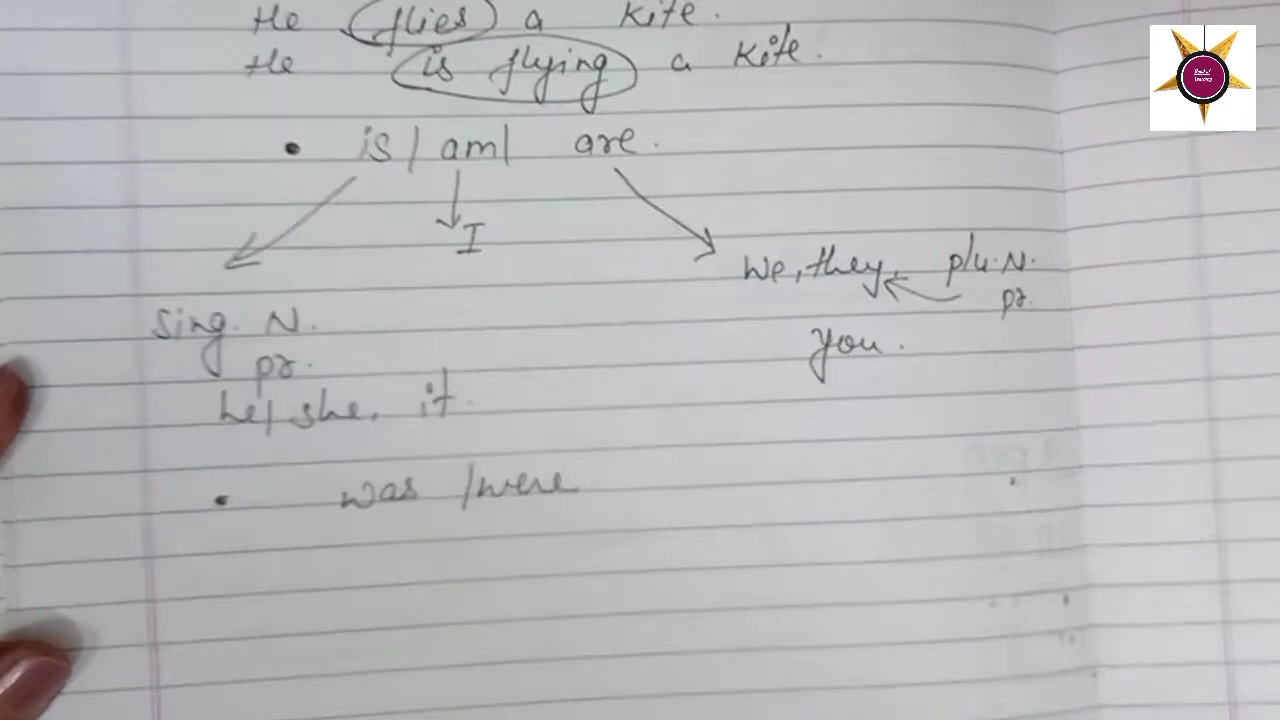 He flies a kite.
He is flying a kite.
• is / am / are.
I
We, they, plu. N.
pr.
Sing. N.
you.
pr.
he, she, it.
• was / were